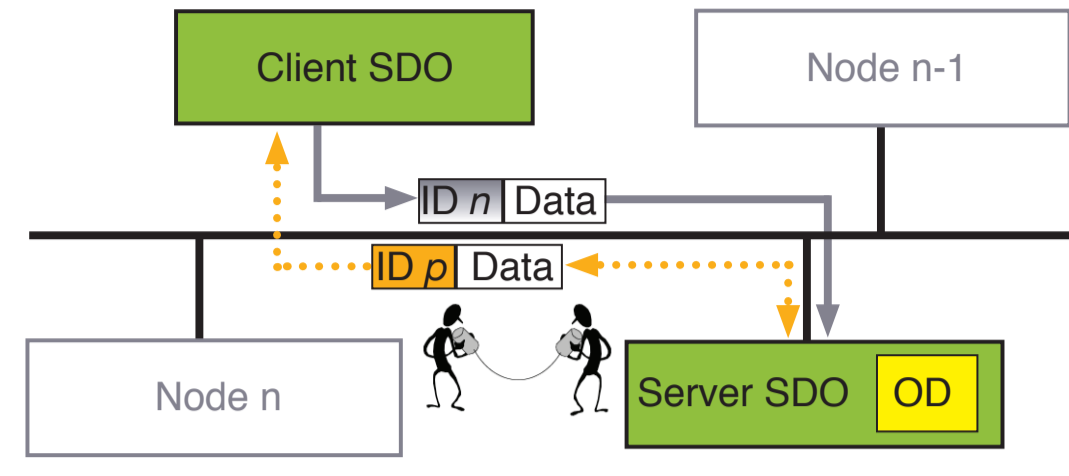 Client SDO
Node n-1
ID n Data
ID p Data
Node n
Server SDO OD